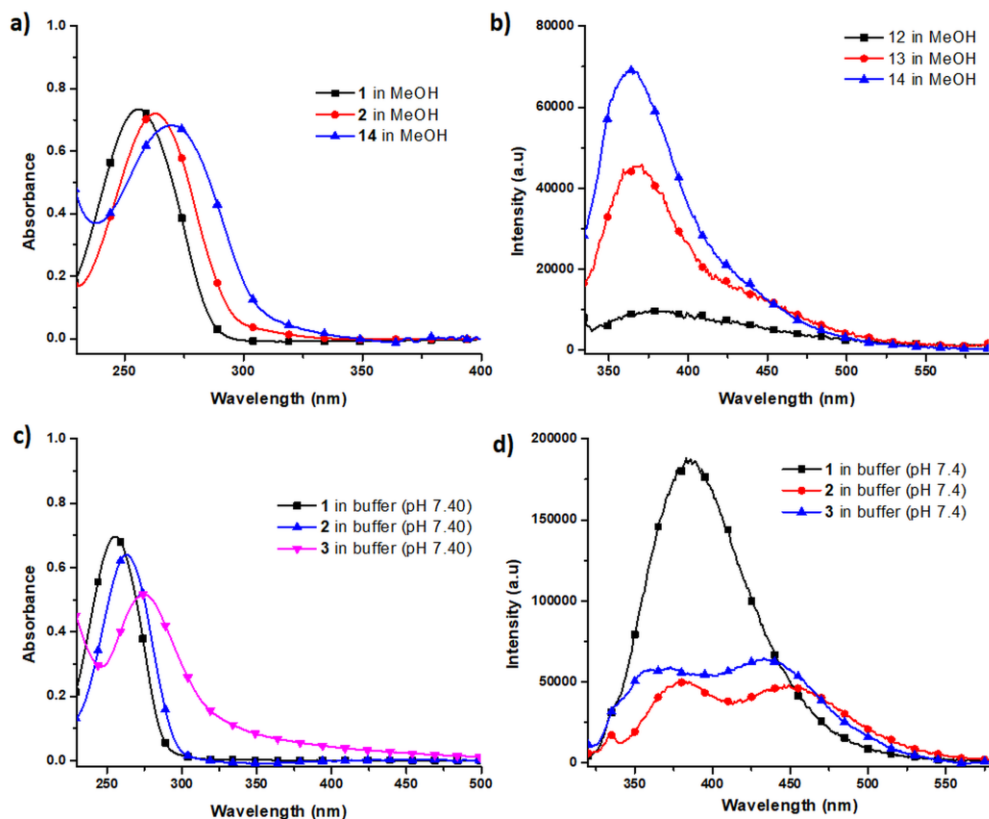 a)
1.0
0.8
0.6
0.4
0.2
0.0
Absorbance
1 in MeOH
2 in MeOH
14 in MeOH
250 300 350 400
Wavelength (nm)
b)
80000
60000
40000
20000
0
Intensity (a.u)
12 in MeOH
13 in MeOH
14 in MeOH
350 400 450 500 550
Wavelength (nm)
c)
1.0
0.8
0.6
0.4
0.2
0.0
Absorbance
1 in buffer (pH 7.40)
2 in buffer (pH 7.40)
3 in buffer (pH 7.40)
250 300 350 400 450 500
Wavelength (nm)
d)
200000
150000
100000
50000
0
Intensity (a.u)
1 in buffer (pH 7.4)
2 in buffer (pH 7.4)
3 in buffer (pH 7.4)
350 400 450 500 550
Wavelength (nm)